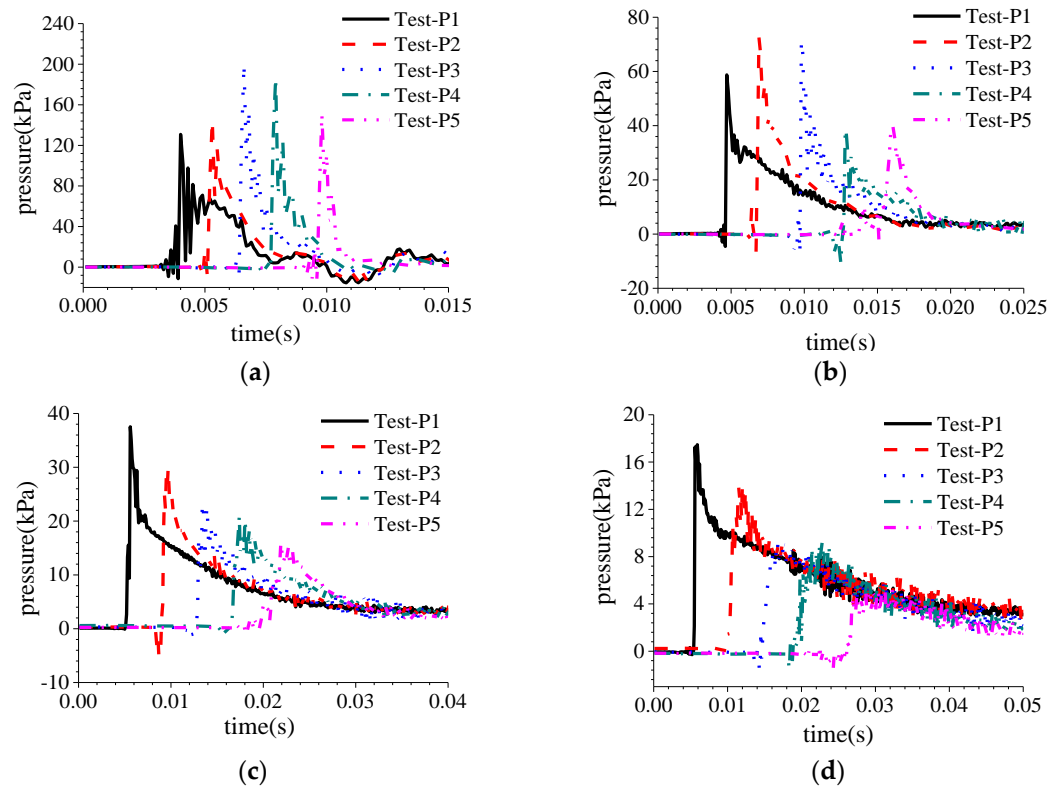 240
200
160
120
80
40
0
pressure(kPa)
Test-P1
Test-P2
Test-P3
Test-P4
Test-P5
0.000 0.005 0.010 0.015
time(s)
(a)
80
60
40
20
0
-20
pressure(kPa)
Test-P1
Test-P2
Test-P3
Test-P4
Test-P5
0.000 0.005 0.010 0.015 0.020 0.025
time(s)
(b)
40
30
20
10
0
-10
pressure(kPa)
Test-P1
Test-P2
Test-P3
Test-P4
Test-P5
0.00 0.01 0.02 0.03 0.04
time(s)
(c)
20
16
12
8
4
0
pressure(kPa)
Test-P1
Test-P2
Test-P3
Test-P4
Test-P5
0.00 0.01 0.02 0.03 0.04 0.05
time(s)
(d)